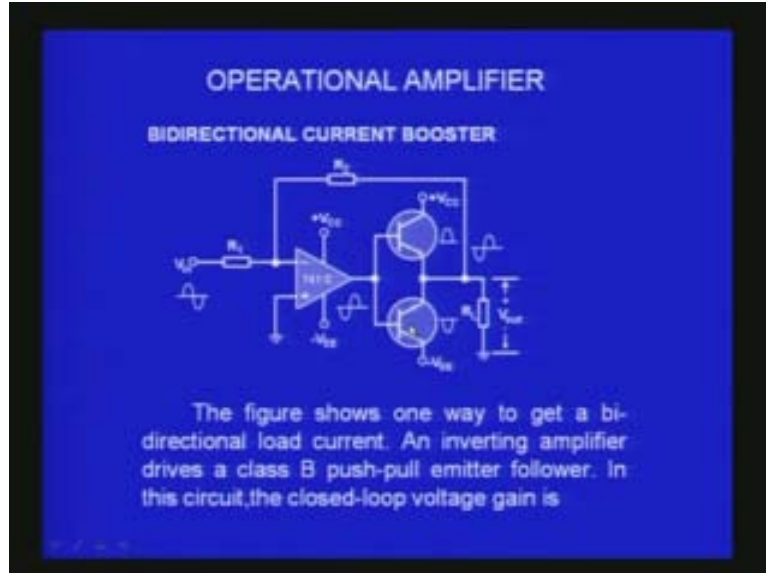 OPERATIONAL AMPLIFIER
BIDIRECTIONAL CURRENT BOOSTER
R2
+VCC
+VCC
R1
Vin
741C
-VEE
RL
Vout
-VEE
The figure shows one way to get a bi-
directional load current. An inverting amplifier
drives a class B push-pull emitter follower. In
this circuit,the closed-loop voltage gain is